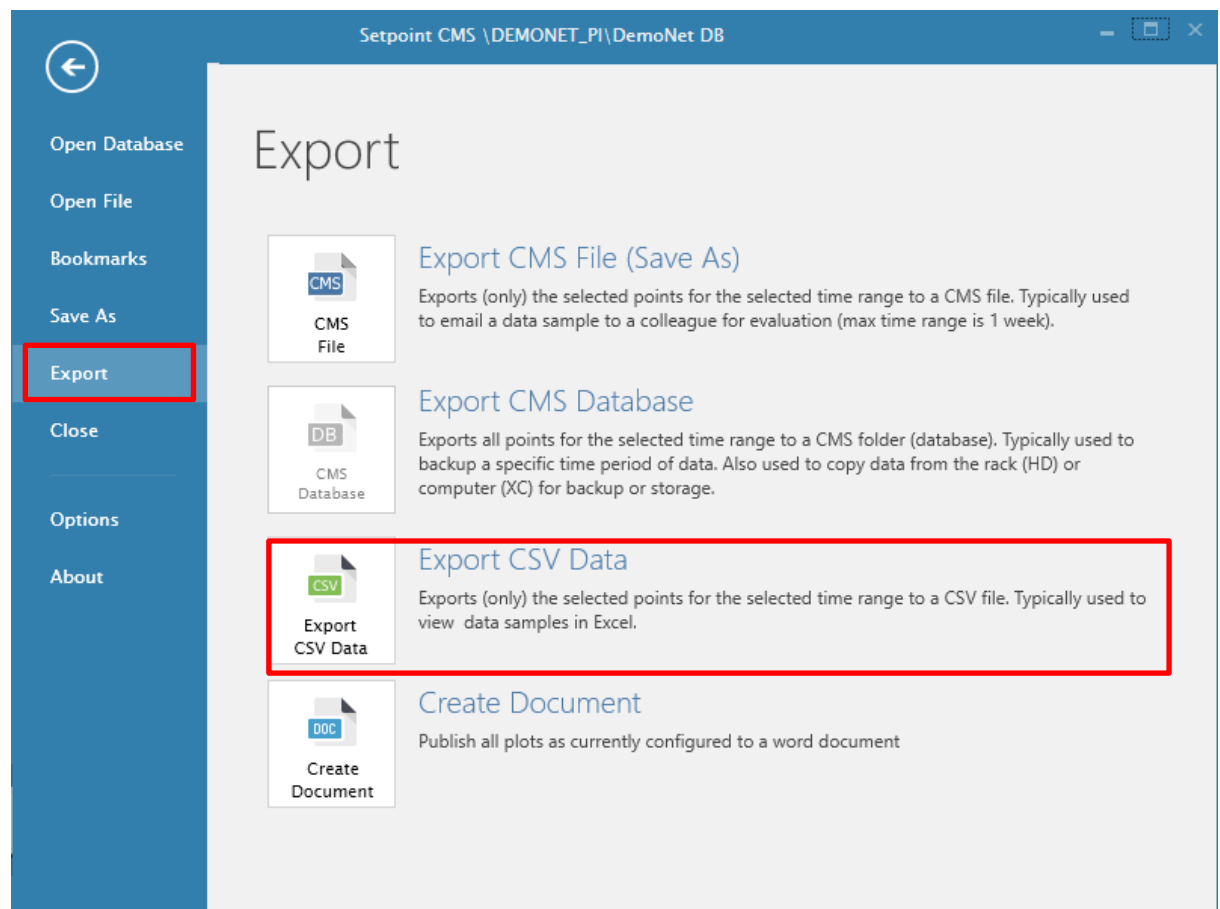 Setpoint CMS \DEMONET_PI\DemoNet DB
Open Database
Open File
Bookmarks
Save As
Export
Close
Options
About
Export
CMS
CMS
File
Export CMS File (Save As)
Exports (only) the selected points for the selected time range to a CMS file. Typically used
to email a data sample to a colleague for evaluation (max time range is 1 week).
DB
CMS
Database
Export CMS Database
Exports all points for the selected time range to a CMS folder (database). Typically used to
backup a specific time period of data. Also used to copy data from the rack (HD) or
computer (XC) for backup or storage.
CSV
Export
CSV Data
Export CSV Data
Exports (only) the selected points for the selected time range to a CSV file. Typically used to
view  data samples in Excel.
DOC
Create
Document
Create Document
Publish all plots as currently configured to a word document